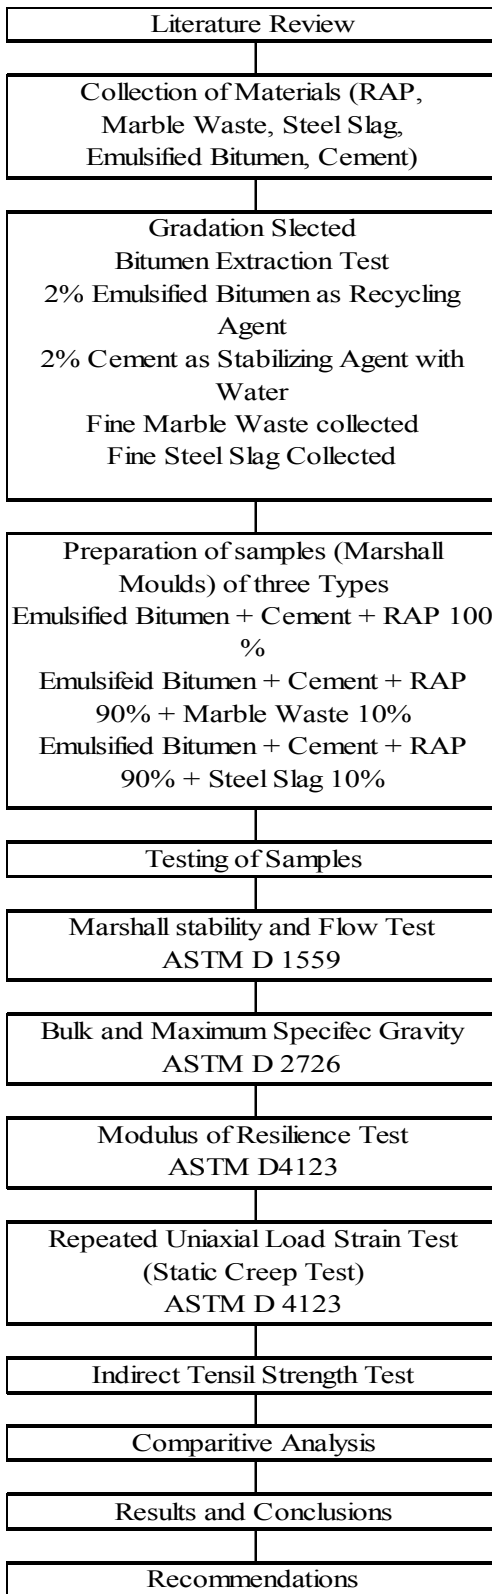 Literature Review
Collection of Materials (RAP,
Marble Waste, Steel Slag,
Emulsified Bitumen, Cement)
Gradation Slected
Bitumen Extraction Test
2% Emulsified Bitumen as Recycling
Agent
2% Cement as Stabilizing Agent with
Water
Fine Marble Waste collected
Fine Steel Slag Collected
Preparation of samples (Marshall
Moulds) of three Types
Emulsified Bitumen + Cement + RAP 100
%
Emulsifeid Bitumen + Cement + RAP
90% + Marble Waste 10%
Emulsified Bitumen + Cement + RAP
90% + Steel Slag 10%
Testing of Samples
Marshall stability and Flow Test
ASTM D 1559
Bulk and Maximum Specifec Gravity
ASTM D 2726
Modulus of Resilience Test
ASTM D4123
Repeated Uniaxial Load Strain Test
(Static Creep Test)
ASTM D 4123
Indirect Tensil Strength Test
Comparitive Analysis
Results and Conclusions
Recommendations